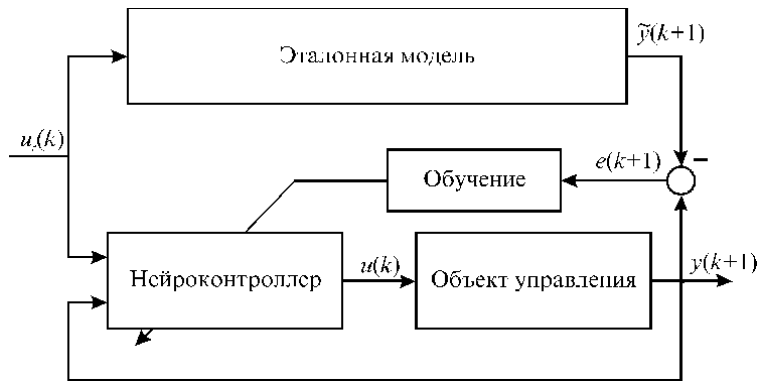 Эталонная модель
ỹ(k+1)
u_r(k)
Обучение
e(k+1)
–
Нейроконтроллер
u(k)
Объект управления
y(k+1)